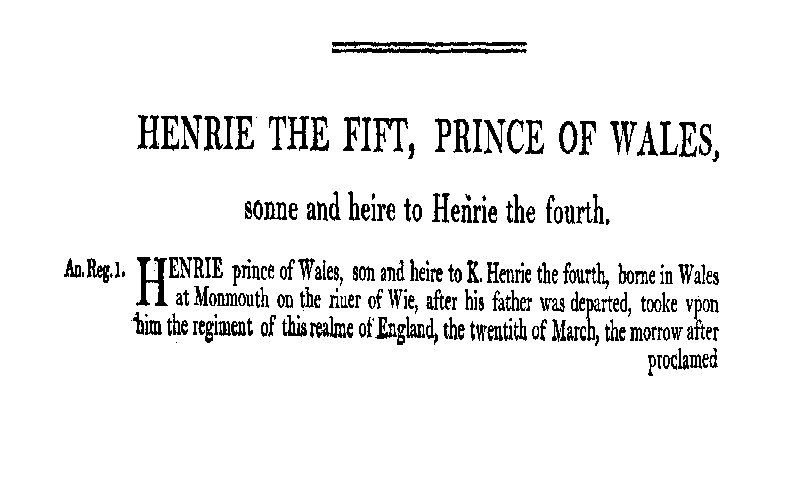 HENRIE THE FIFT, PRINCE OF WALES,
sonne and heire to Henrie the fourth.
An. Reg. 1. HENRIE prince of Wales, son and heire to K. Henrie the fourth, borne in Wales
at Monmouth on the riuer of Wie, after his father was departed, tooke vpon
him the regiment of this realme of England, the twentith of March, the morrow after
proclamed